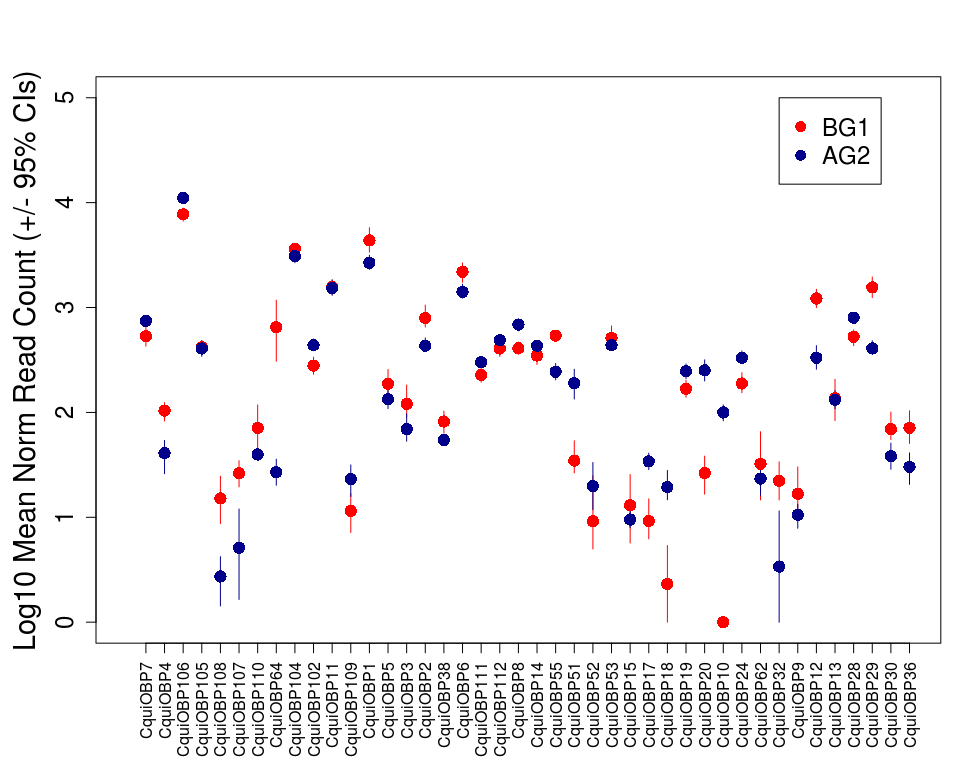 Log10 Mean Norm Read Count (+/- 95% CIs)
5
4
3
2
1
0
BG1
AG2
CquiOBP7
CquiOBP4
CquiOBP106
CquiOBP105
CquiOBP108
CquiOBP107
CquiOBP110
CquiOBP64
CquiOBP104
CquiOBP102
CquiOBP11
CquiOBP109
CquiOBP1
CquiOBP5
CquiOBP3
CquiOBP2
CquiOBP38
CquiOBP6
CquiOBP111
CquiOBP112
CquiOBP8
CquiOBP14
CquiOBP55
CquiOBP51
CquiOBP52
CquiOBP53
CquiOBP15
CquiOBP17
CquiOBP18
CquiOBP19
CquiOBP20
CquiOBP10
CquiOBP24
CquiOBP62
CquiOBP32
CquiOBP9
CquiOBP12
CquiOBP13
CquiOBP28
CquiOBP29
CquiOBP30
CquiOBP36